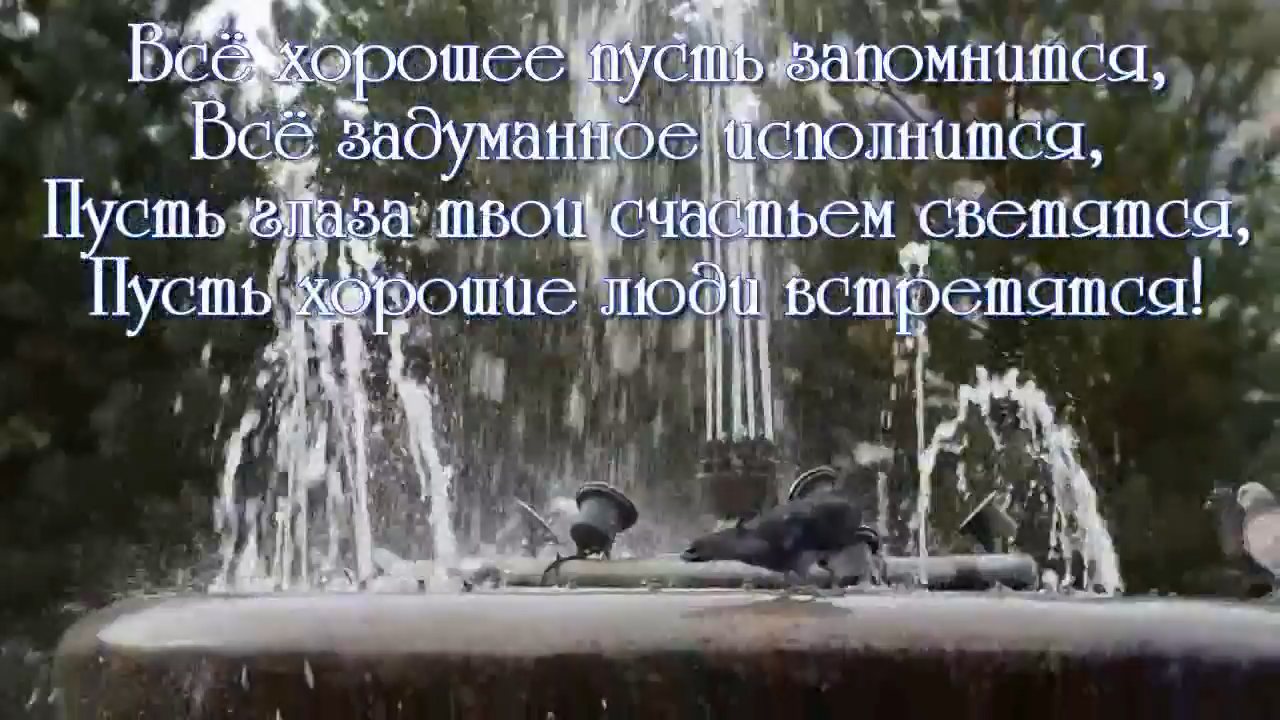 Всё хорошее пусть запомнится,
Всё задуманное исполнится,
Пусть глаза твои счастьем светятся,
Пусть хорошие люди встретятся!